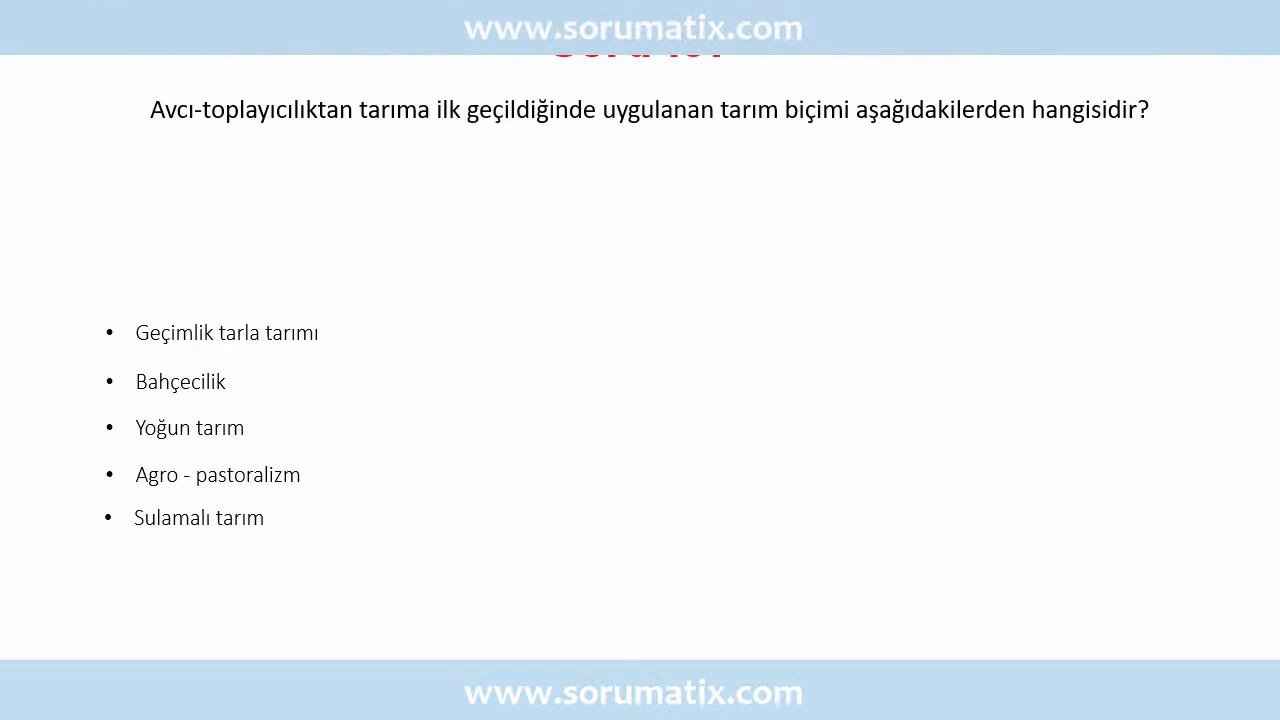 www.sorumatix.com
Avcı-toplayıcılıktan tarıma ilk geçildiğinde uygulanan tarım biçimi aşağıdakilerden hangisidir?
• Geçimlik tarla tarımı
• Bahçecilik
• Yoğun tarım
• Agro - pastoralizm
• Sulamalı tarım
www.sorumatix.com